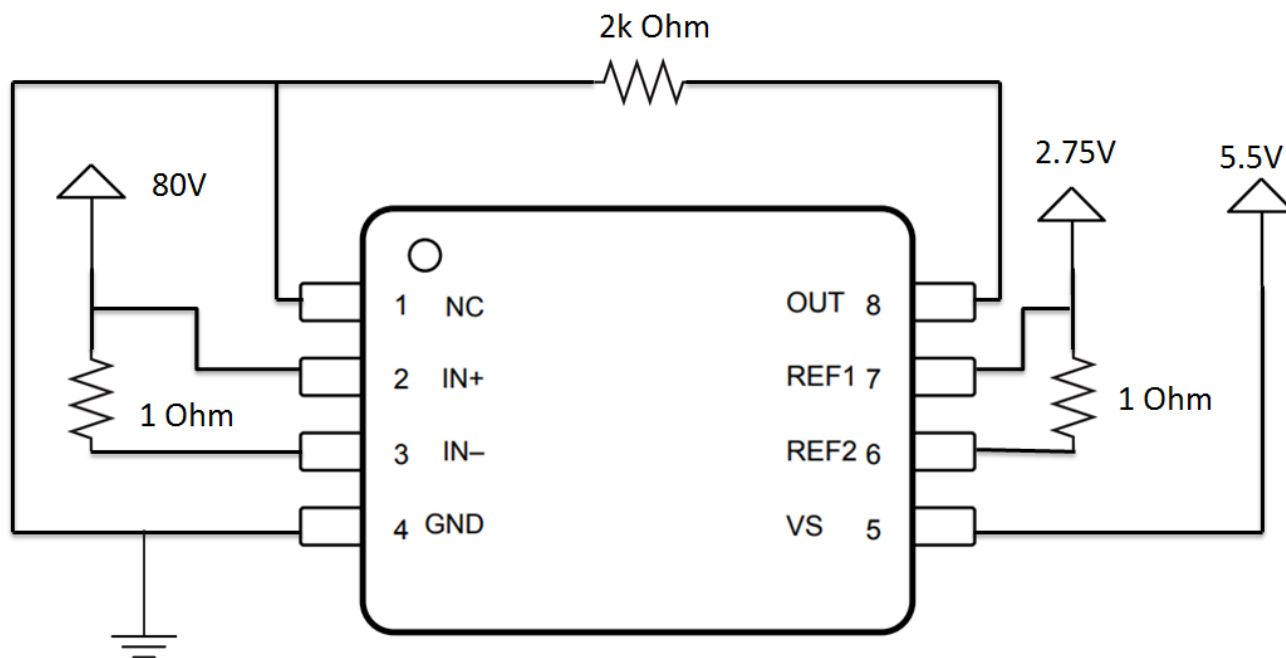 2k Ohm
80V
2.75V
5.5V
1 NC
OUT 8
2 IN+
REF1 7
1 Ohm
1 Ohm
3 IN–
REF2 6
4 GND
VS 5